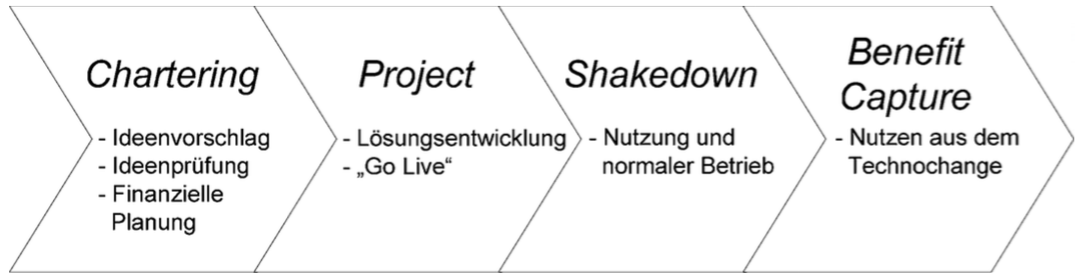 Chartering
- Ideenvorschlag
- Ideenprüfung
- Finanzielle
Planung
Project
- Lösungsentwicklung
- „Go Live“
Shakedown
- Nutzung und
normaler Betrieb
Benefit
Capture
- Nutzen aus dem
Technochange